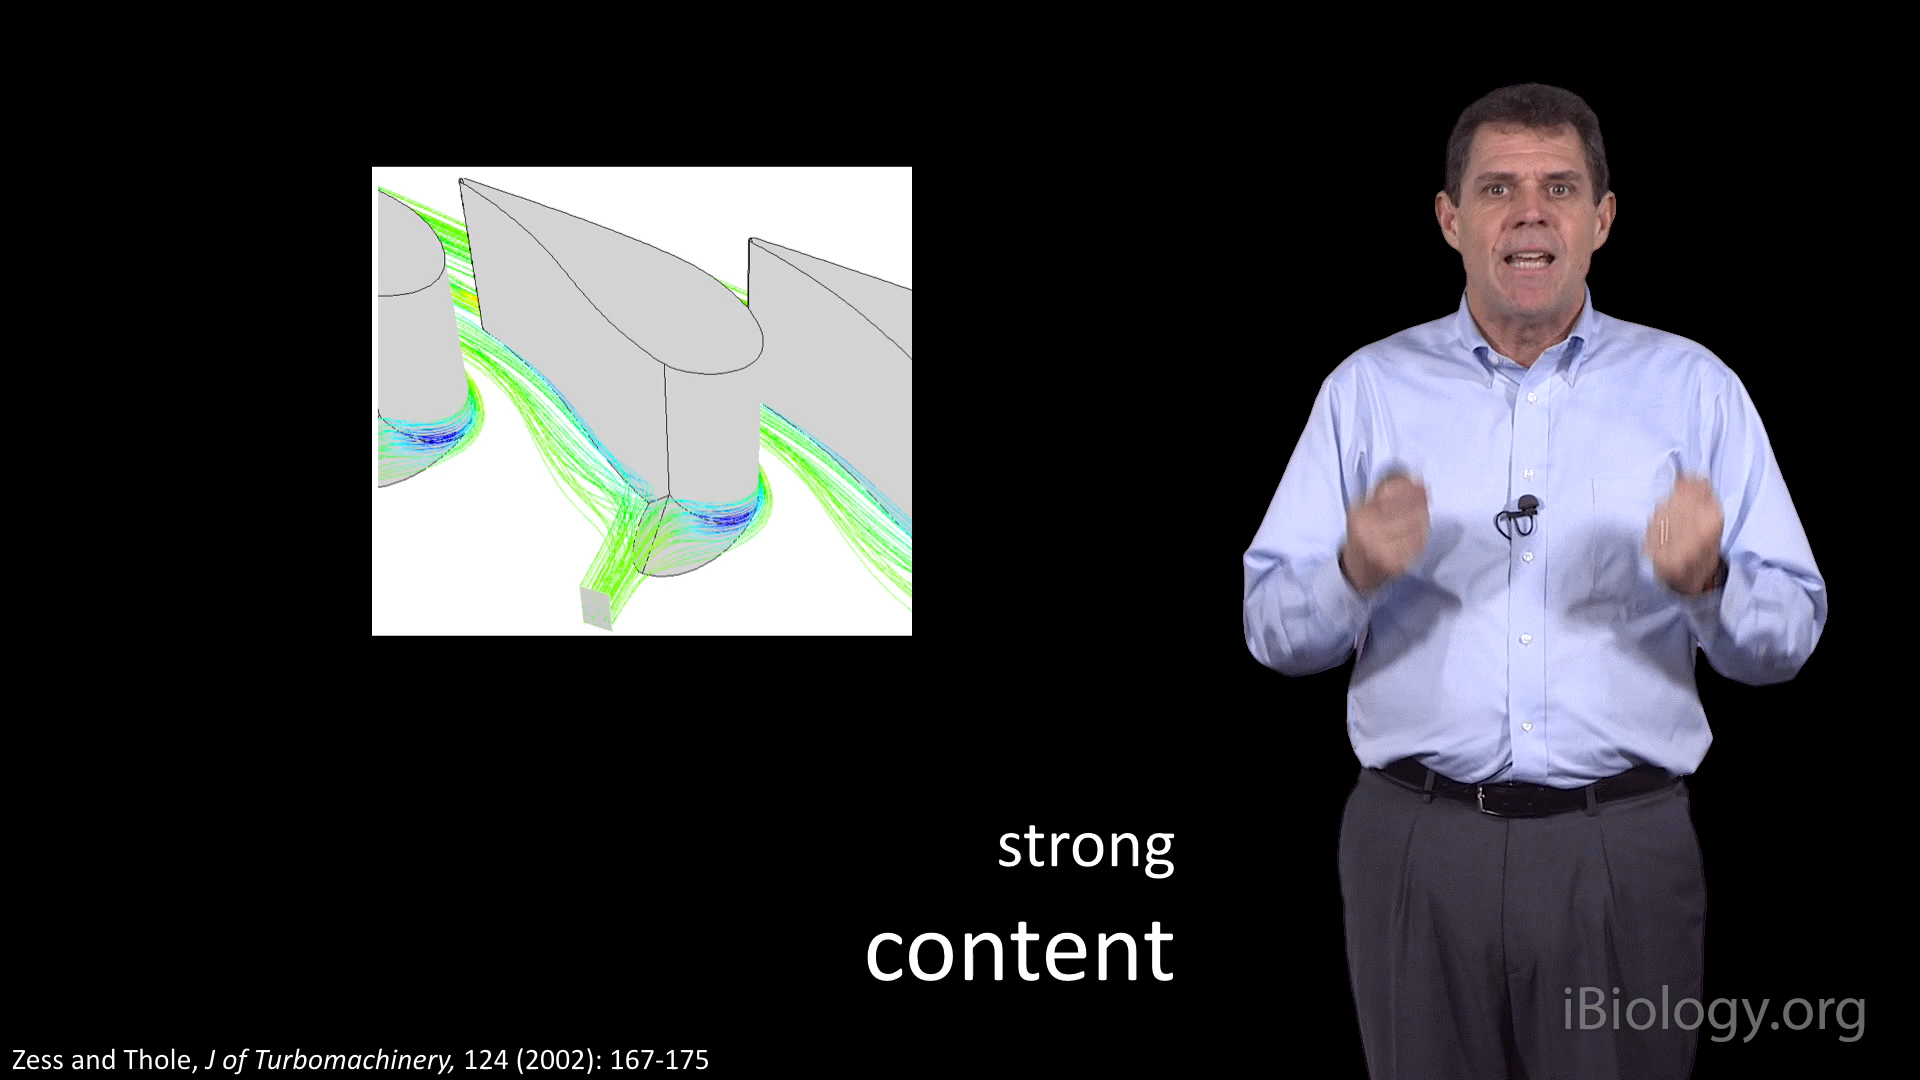 strong
content
iBiology.org
Zess and Thole, J of Turbomachinery, 124 (2002): 167-175